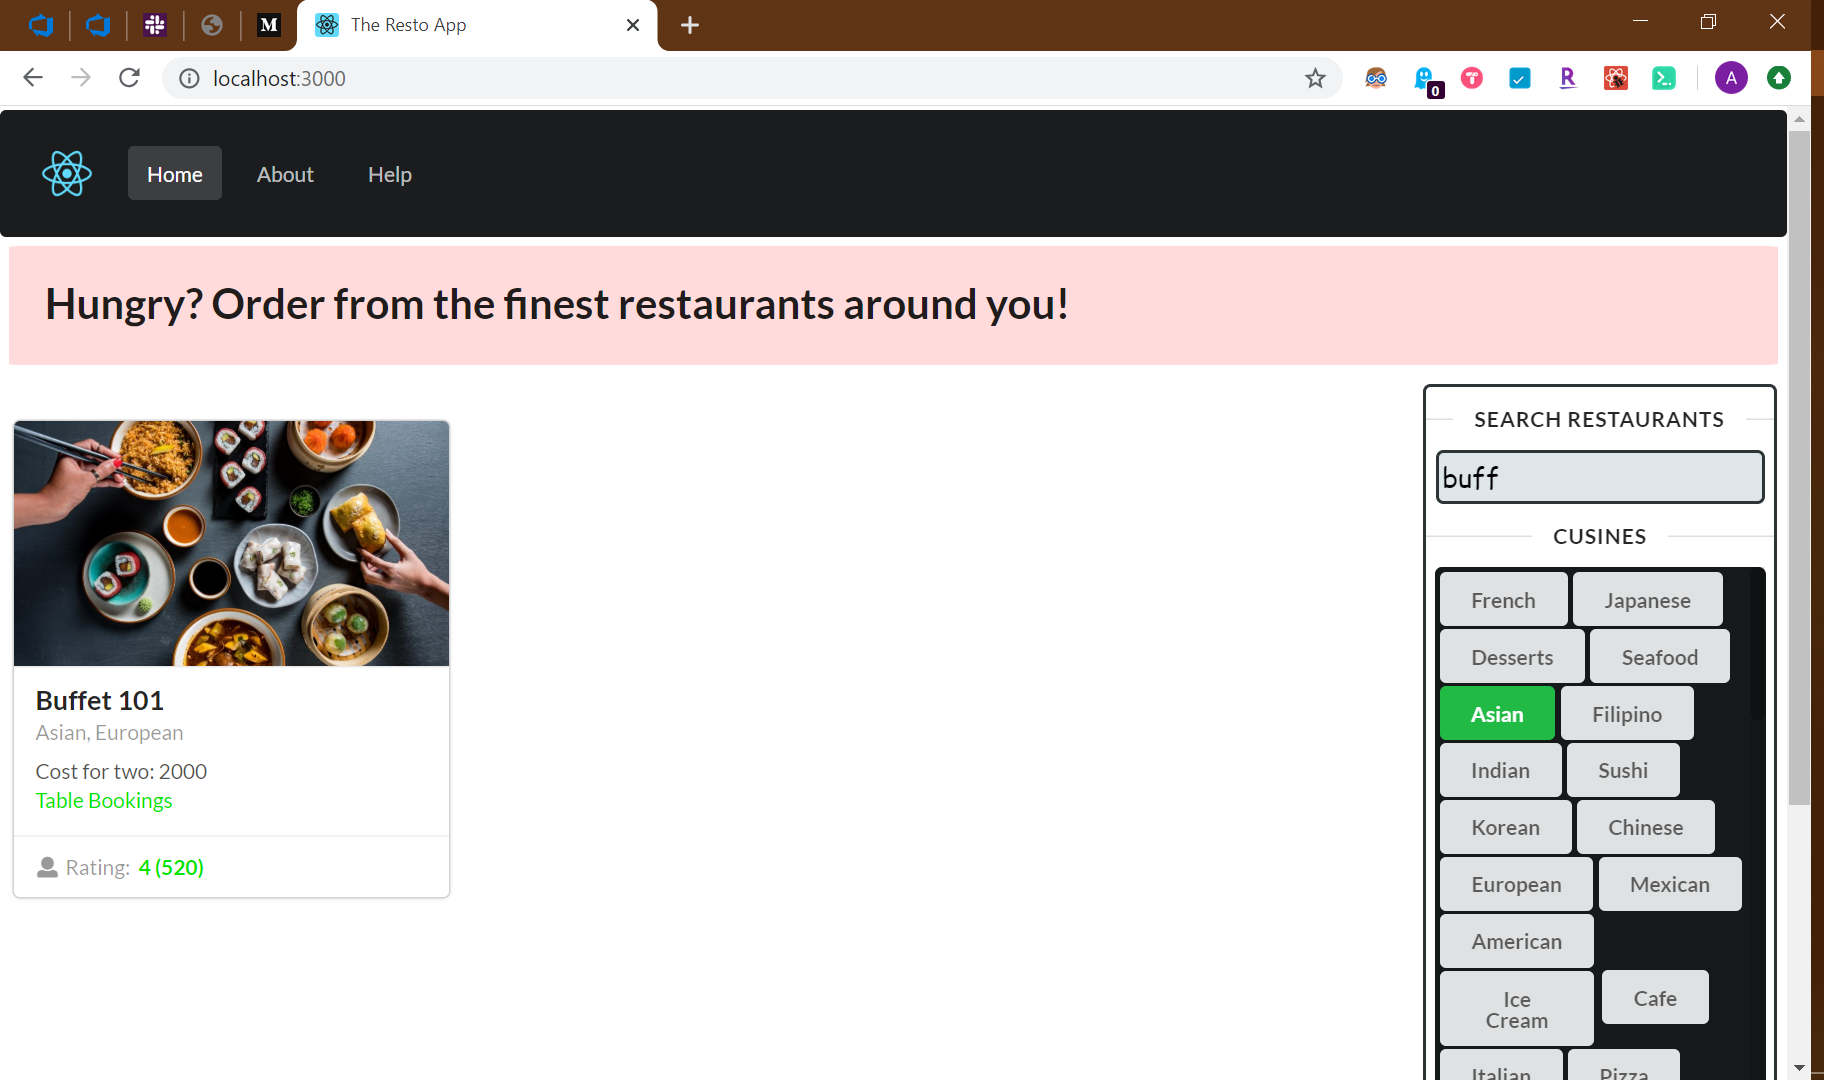 M
The Resto App
localhost:3000
0
R
A
Home
About
Help
Hungry? Order from the finest restaurants around you!
Buffet 101
Asian, European
Cost for two: 2000
Table Bookings
Rating: 4 (520)
SEARCH RESTAURANTS
buff
CUSINES
French Japanese
Desserts Seafood
Asian Filipino
Indian Sushi
Korean Chinese
European Mexican
American
Ice
Cream
Cafe
Italian Pizza